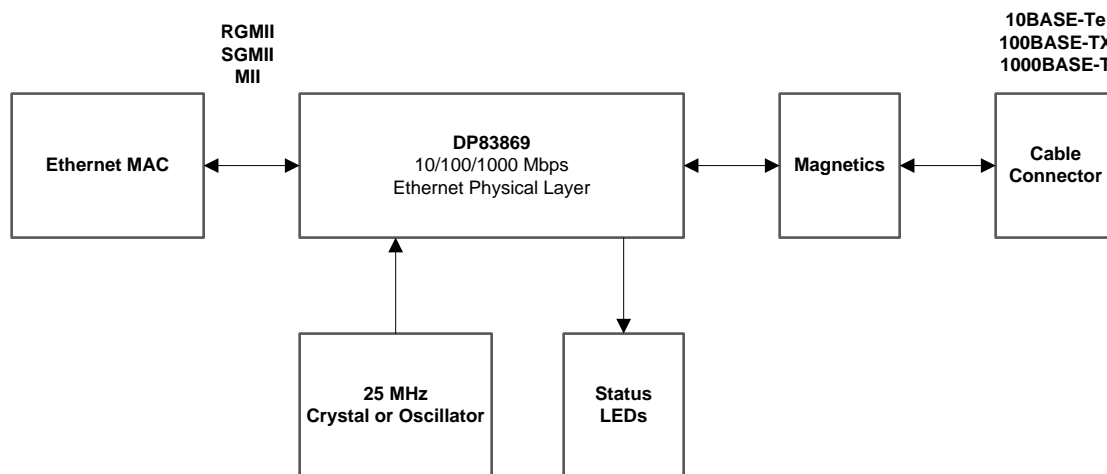 RGMII
SGMII
MII
10BASE-Te
100BASE-TX
1000BASE-T
Ethernet MAC
DP83869
10/100/1000 Mbps
Ethernet Physical Layer
Magnetics
Cable
Connector
25 MHz
Crystal or Oscillator
Status
LEDs